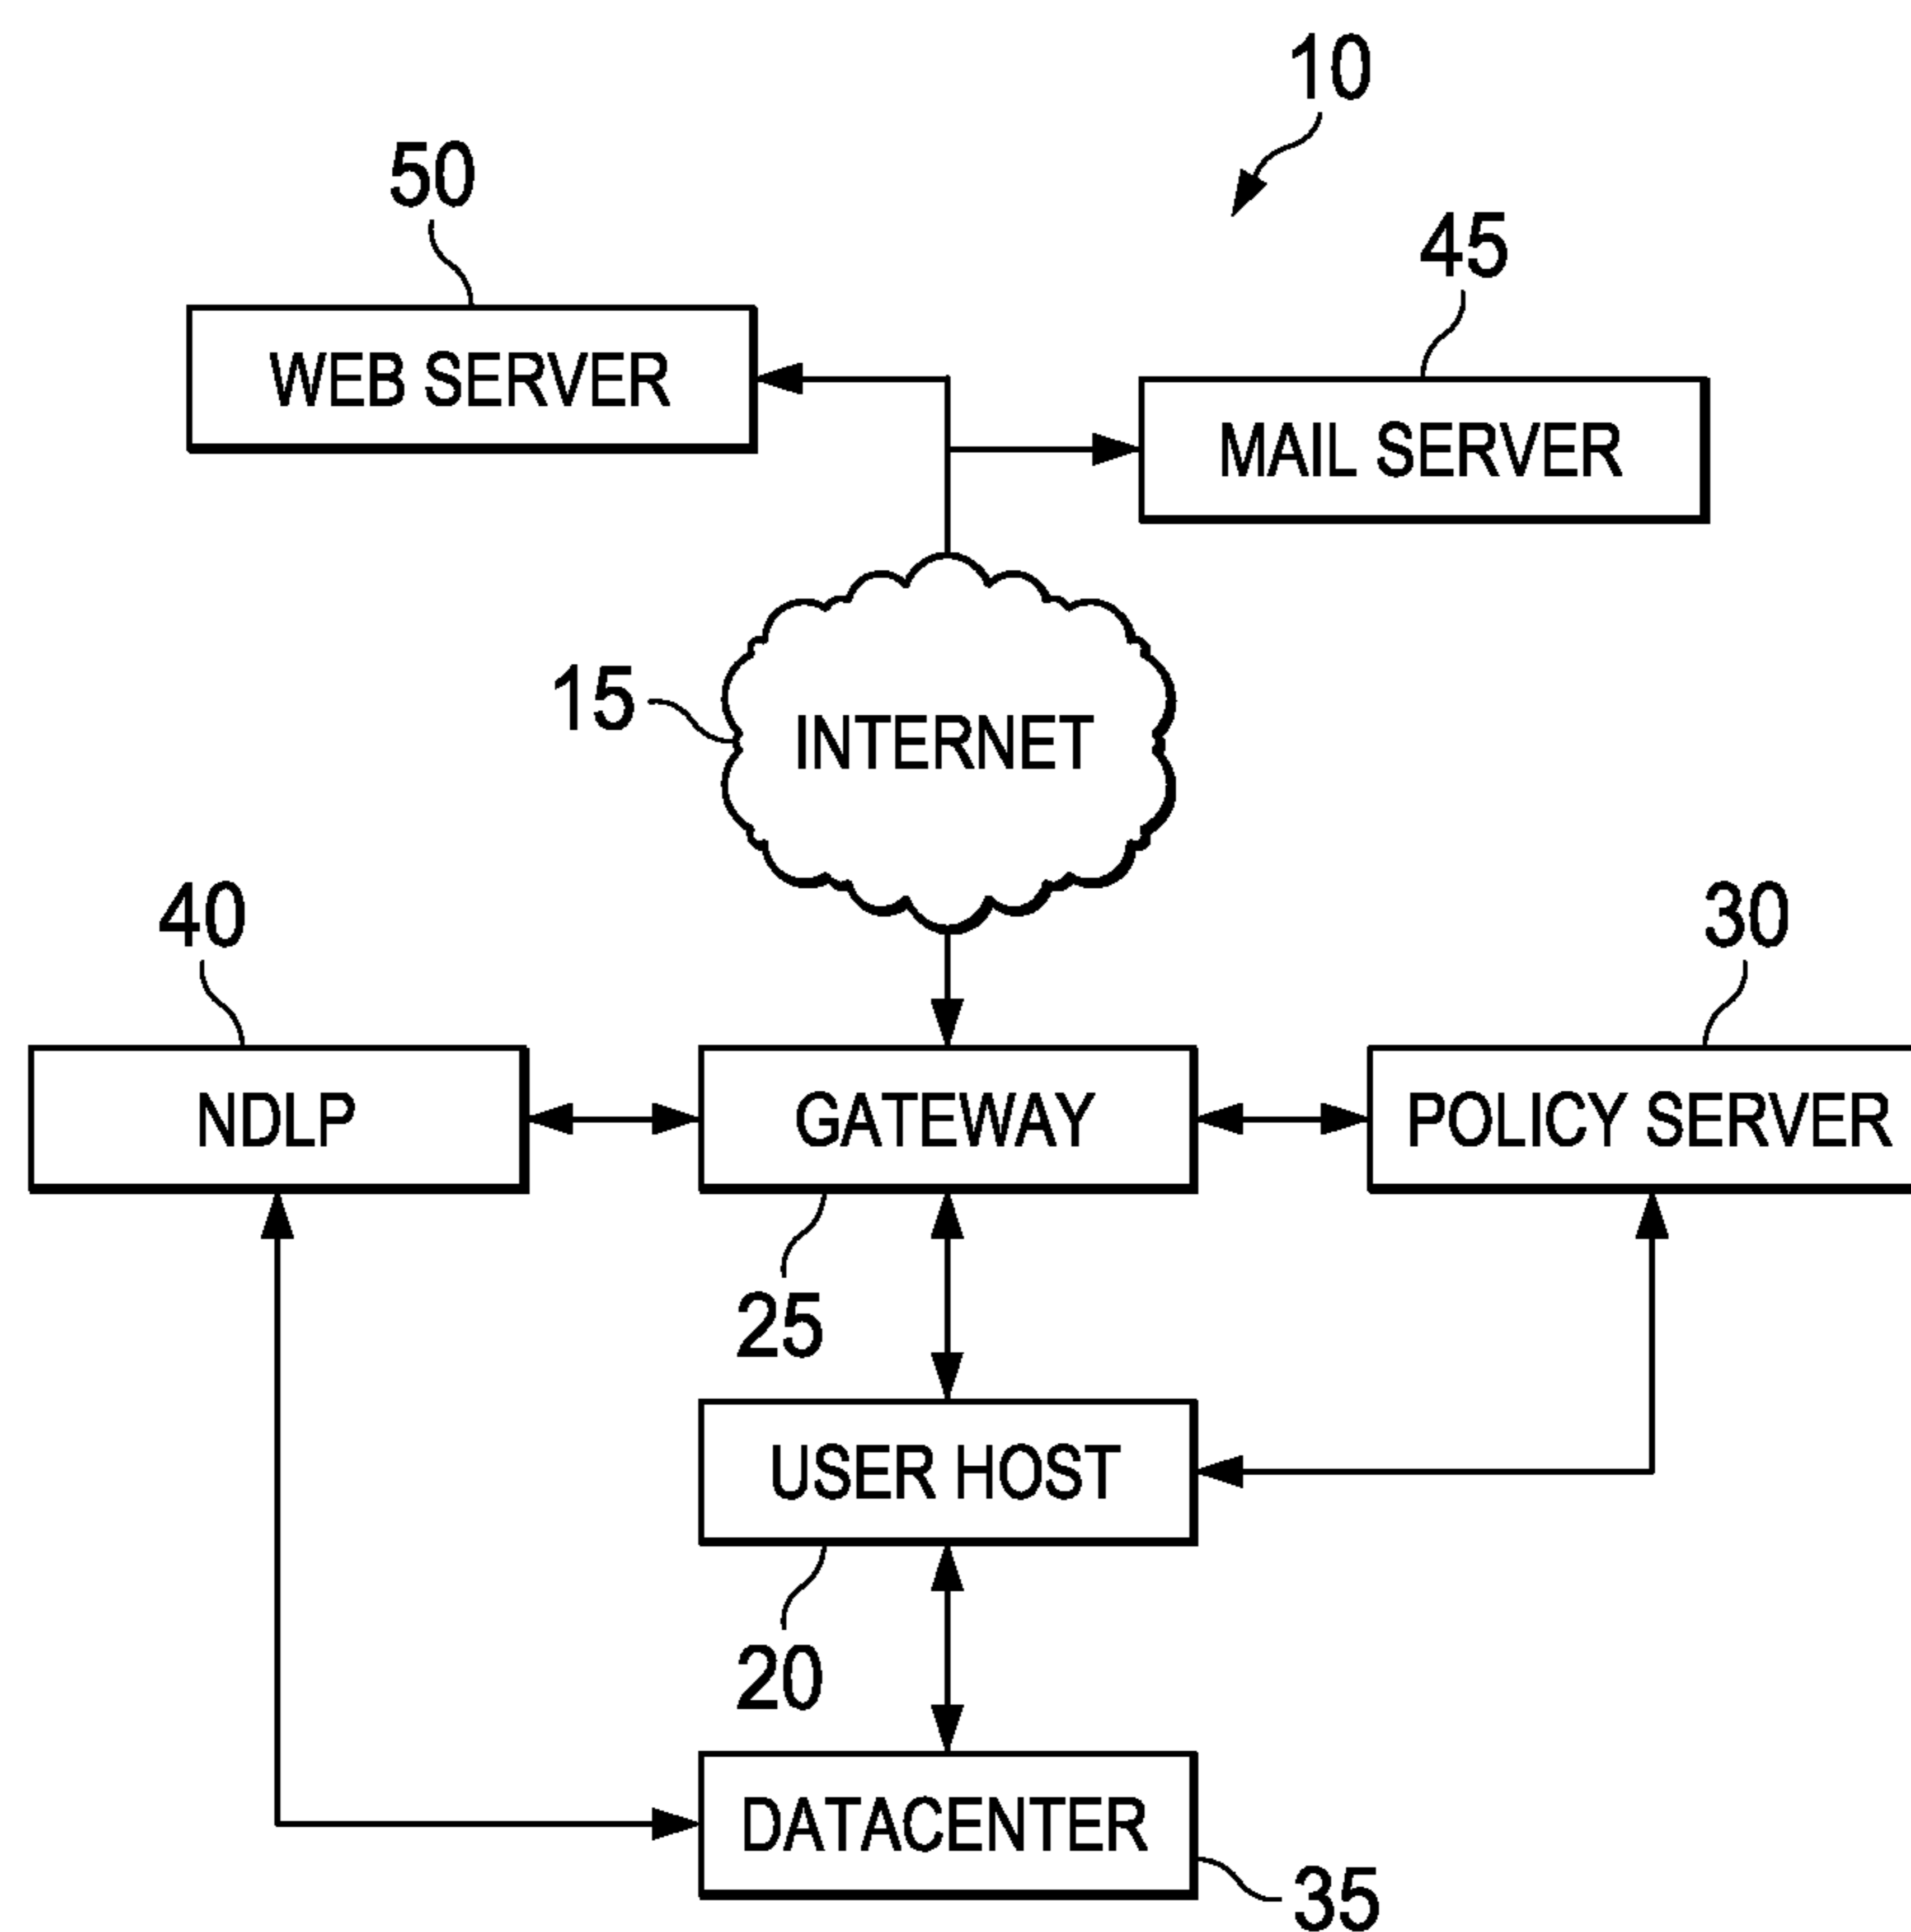 10
50
45
WEB SERVER
MAIL SERVER
15
INTERNET
40
30
NDLP
GATEWAY
POLICY SERVER
25
USER HOST
20
DATACENTER
35